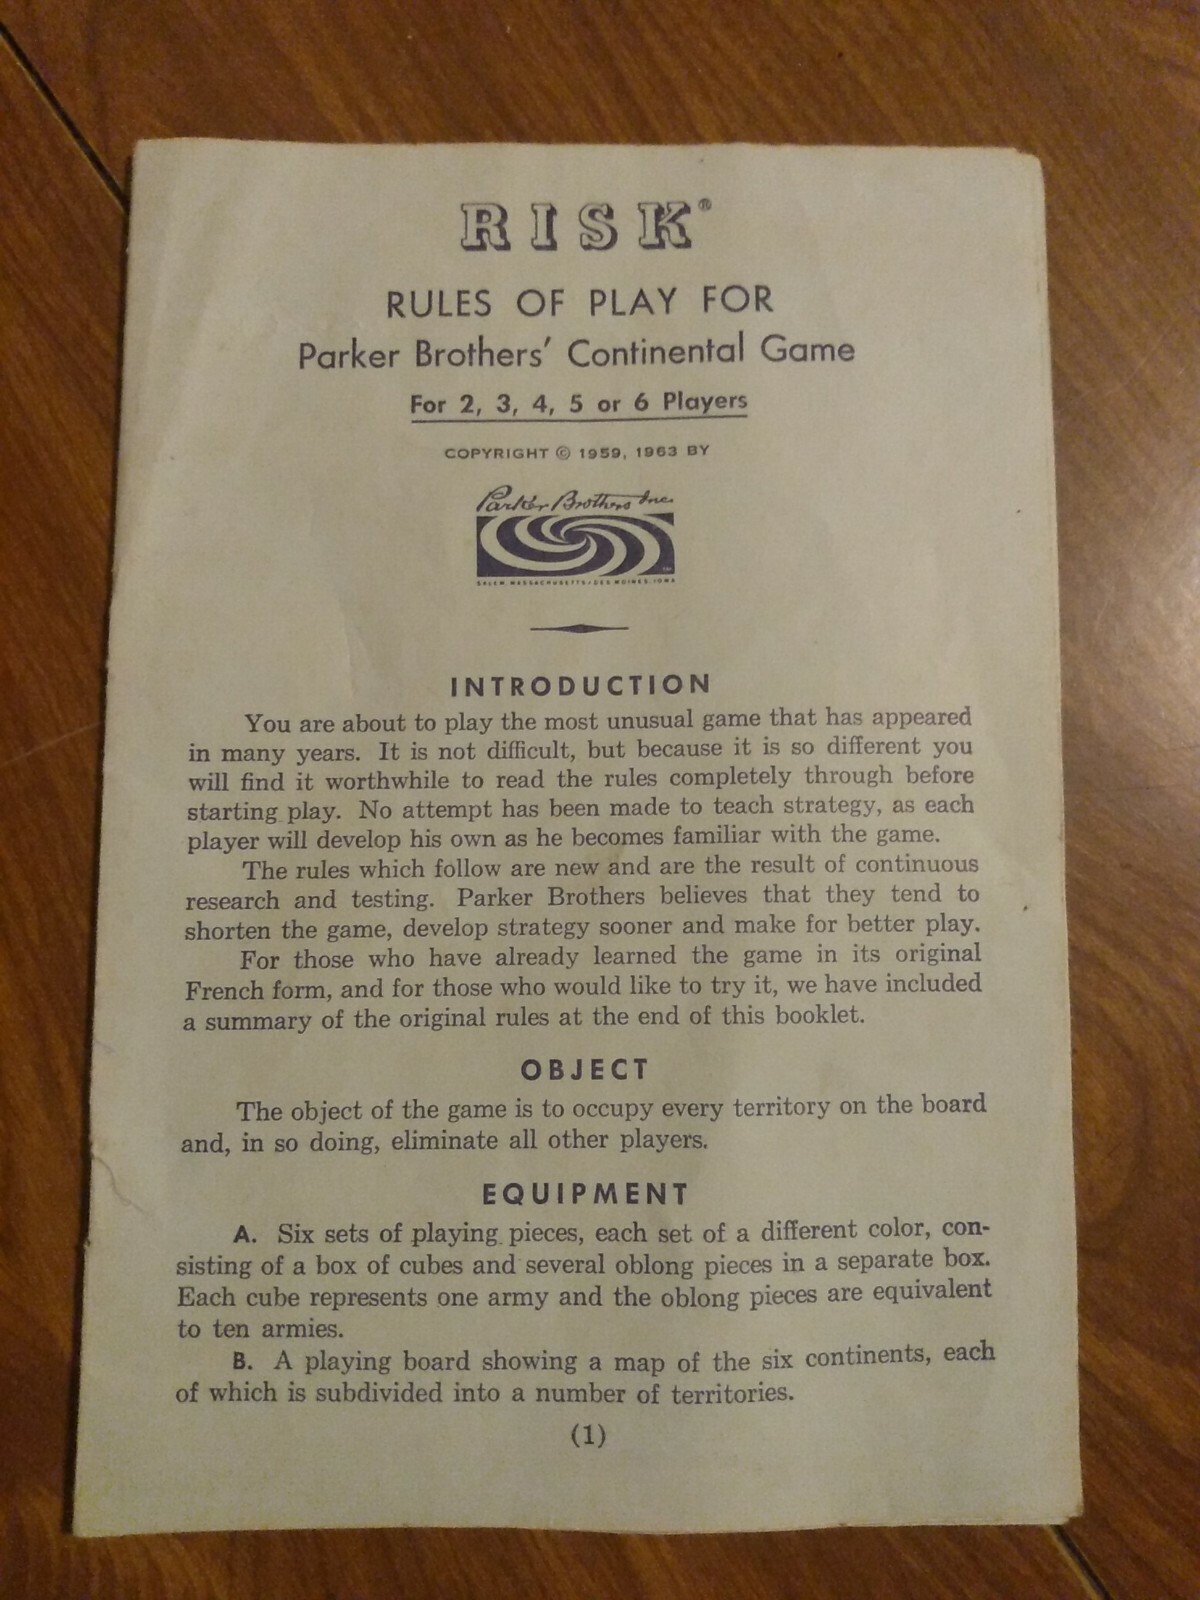 RISK®
RULES OF PLAY FOR
Parker Brothers' Continental Game
For 2, 3, 4, 5 or 6 Players
COPYRIGHT © 1959, 1963 BY
Parker Brothers Inc.
SALEM, MASSACHUSETTS / DES MOINES, IOWA
INTRODUCTION
You are about to play the most unusual game that has appeared
in many years. It is not difficult, but because it is so different you
will find it worthwhile to read the rules completely through before
starting play. No attempt has been made to teach strategy, as each
player will develop his own as he becomes familiar with the game.
The rules which follow are new and are the result of continuous
research and testing. Parker Brothers believes that they tend to
shorten the game, develop strategy sooner and make for better play.
For those who have already learned the game in its original
French form, and for those who would like to try it, we have included
a summary of the original rules at the end of this booklet.
OBJECT
The object of the game is to occupy every territory on the board
and, in so doing, eliminate all other players.
EQUIPMENT
A. Six sets of playing pieces, each set of a different color, con-
sisting of a box of cubes and several oblong pieces in a separate box.
Each cube represents one army and the oblong pieces are equivalent
to ten armies.
B. A playing board showing a map of the six continents, each
of which is subdivided into a number of territories.
(1)